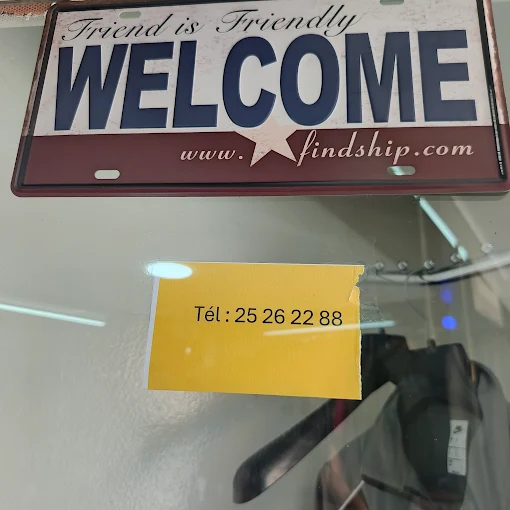 Friend is Friendly
WELCOME
www.findship.com
Tél : 25 26 22 88